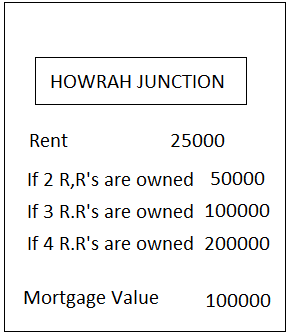 HOWRAH JUNCTION
Rent 25000
If 2 R,R's are owned 50000
If 3 R.R's are owned 100000
If 4 R.R's are owned 200000
Mortgage Value 100000